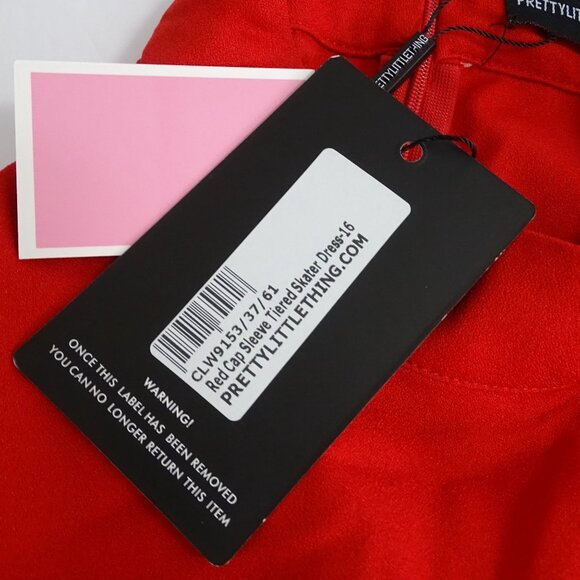 PRETTYLITTLETHING
PRETTYLITTLETHING
CLW9153/37/61
Red Cap Sleeve Tiered Skater Dress-16
PRETTYLITTLETHING.COM
WARNING!
ONCE THIS LABEL HAS BEEN REMOVED
YOU CAN NO LONGER RETURN THIS ITEM